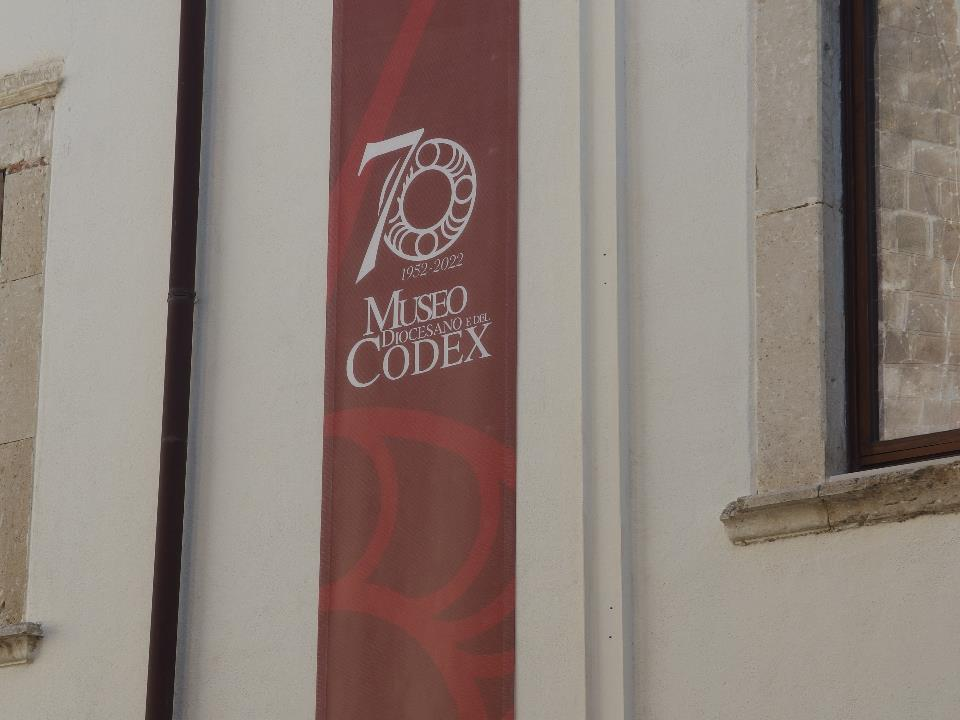 70
1952-2022
MUSEO
DIOCESANO E DEL
CODEX